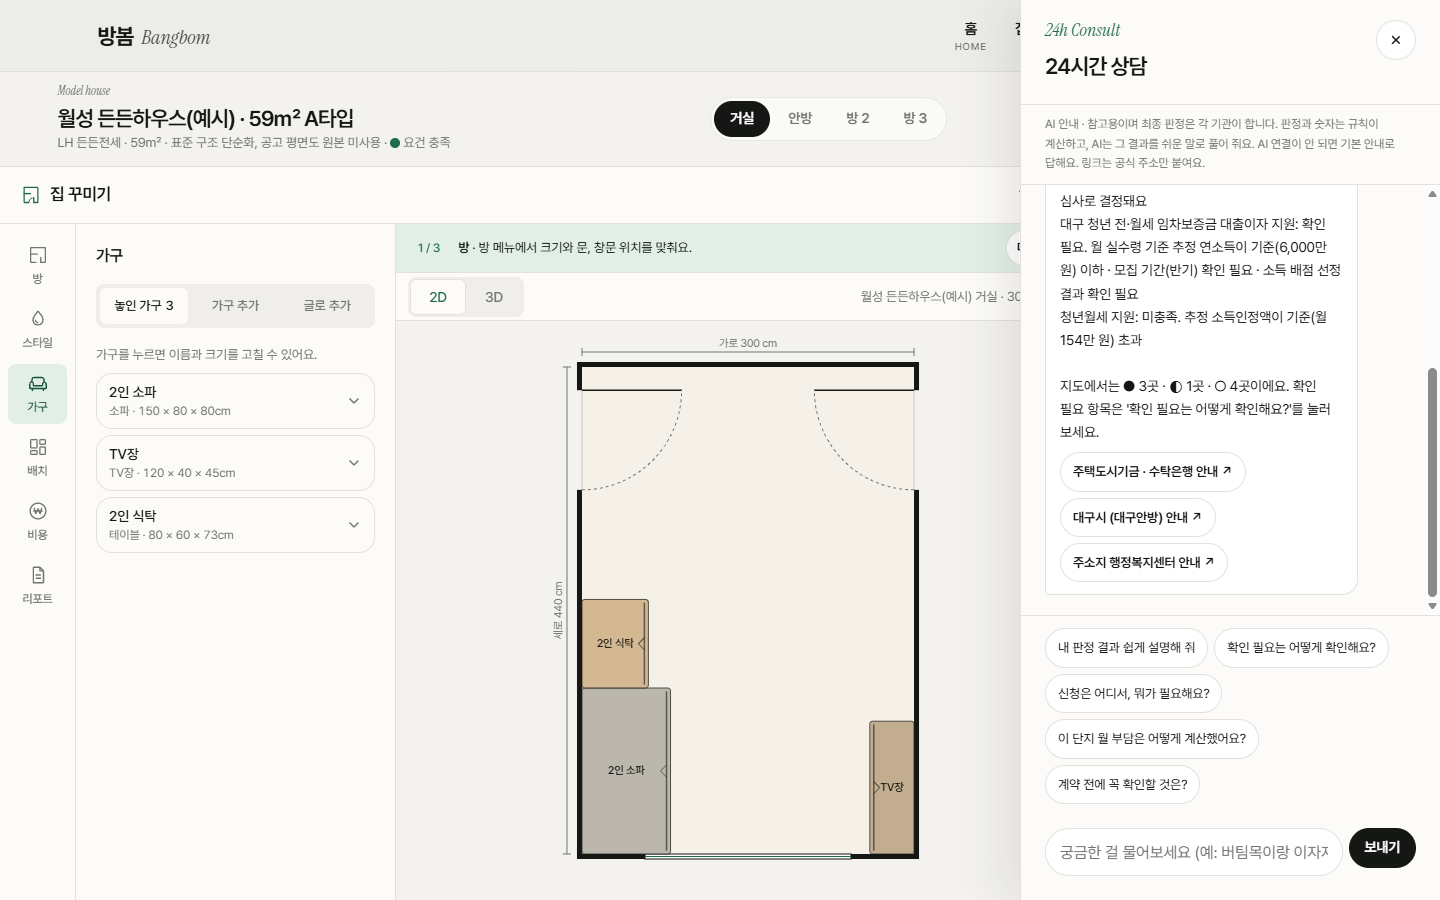 방봄 Bangbom
홈
HOME
Model house
월성 든든하우스(예시) · 59m² A타입
LH 든든전세 · 59m² · 표준 구조 단순화, 공고 평면도 원본 미사용 · ● 요건 충족
거실 안방 방 2 방 3
집 꾸미기
방
스타일
가구
배치
비용
리포트
가구
놓인 가구 3 가구 추가 글로 추가
가구를 누르면 이름과 크기를 고칠 수 있어요.
2인 소파
소파 · 150 × 80 × 80cm
TV장
TV장 · 120 × 40 × 45cm
2인 식탁
테이블 · 80 × 60 × 73cm
1 / 3 방 · 방 메뉴에서 크기와 문, 창문 위치를 맞춰요.
2D 3D
월성 든든하우스(예시) 거실 · 30
가로 300 cm
세로 440 cm
2인 식탁
2인 소파
TV장
24h Consult
24시간 상담
×
AI 안내 · 참고용이며 최종 판정은 각 기관이 합니다. 판정과 숫자는 규칙이
계산하고, AI는 그 결과를 쉬운 말로 풀어 줘요. AI 연결이 안 되면 기본 안내로
답해요. 링크는 공식 주소만 붙여요.
심사로 결정돼요
대구 청년 전·월세 임차보증금 대출이자 지원: 확인
필요. 월 실수령 기준 추정 연소득이 기준(6,000만
원) 이하 · 모집 기간(반기) 확인 필요 · 소득 배점 선정
결과 확인 필요
청년월세 지원: 미충족. 추정 소득인정액이 기준(월
154만 원) 초과
지도에서는 ● 3곳 · ◐ 1곳 · ○ 4곳이에요. 확인
필요 항목은 '확인 필요는 어떻게 확인해요?'를 눌러
보세요.
주택도시기금 · 수탁은행 안내 ↗
대구시 (대구안방) 안내 ↗
주소지 행정복지센터 안내 ↗
내 판정 결과 쉽게 설명해 줘 확인 필요는 어떻게 확인해요?
신청은 어디서, 뭐가 필요해요?
이 단지 월 부담은 어떻게 계산했어요?
계약 전에 꼭 확인할 것은?
궁금한 걸 물어보세요 (예: 버팀목이랑 이자지
보내기